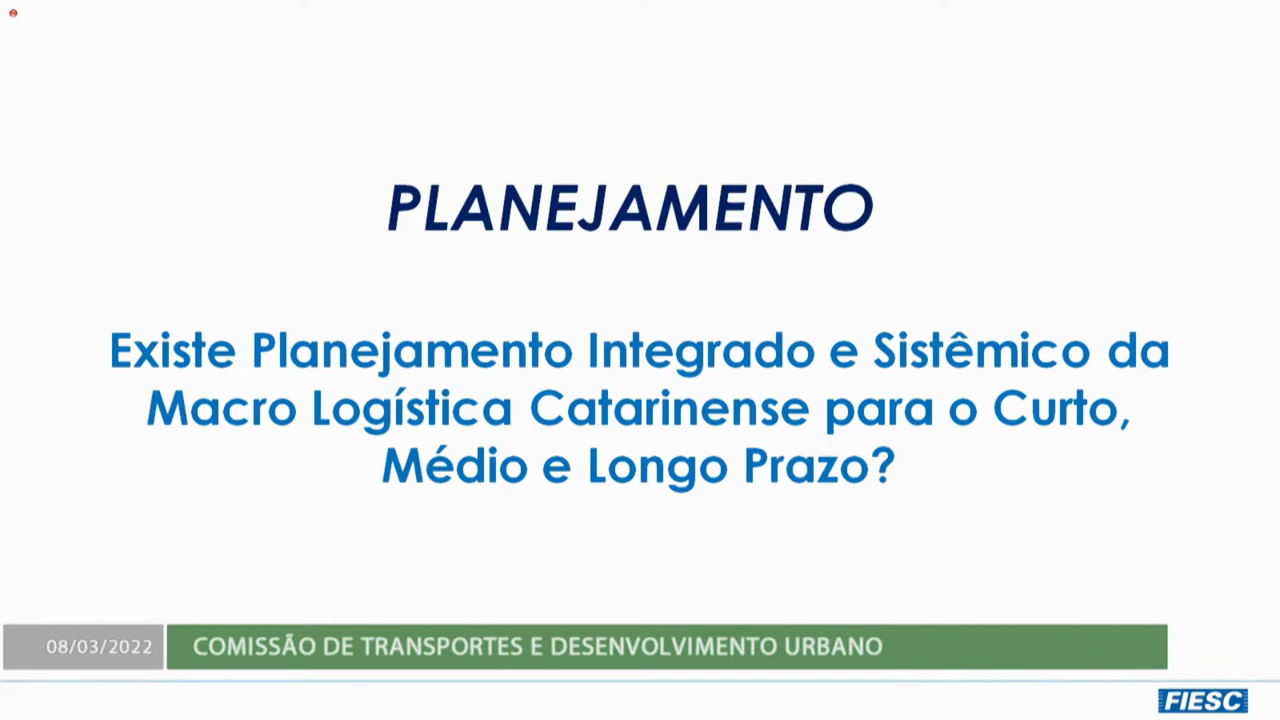 PLANEJAMENTO
Existe Planejamento Integrado e Sistêmico da
Macro Logística Catarinense para o Curto,
Médio e Longo Prazo?
08/03/2022
COMISSÃO DE TRANSPORTES E DESENVOLVIMENTO URBANO
FIESC